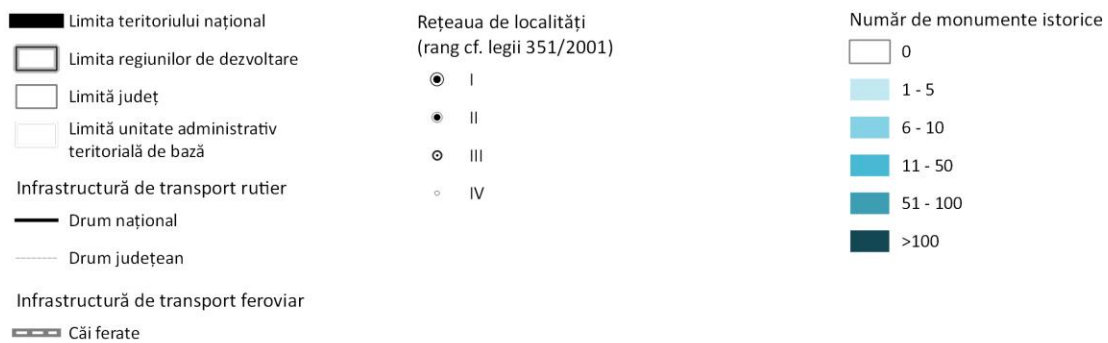 Limita teritoriului național
Limita regiunilor de dezvoltare
Limită județ
Limită unitate administrativ
teritorială de bază
Infrastructură de transport rutier
Drum național
Drum județean
Infrastructură de transport feroviar
Căi ferate
Rețeaua de localități
(rang cf. legii 351/2001)
I
II
III
IV
Număr de monumente istorice
0
1 - 5
6 - 10
11 - 50
51 - 100
>100